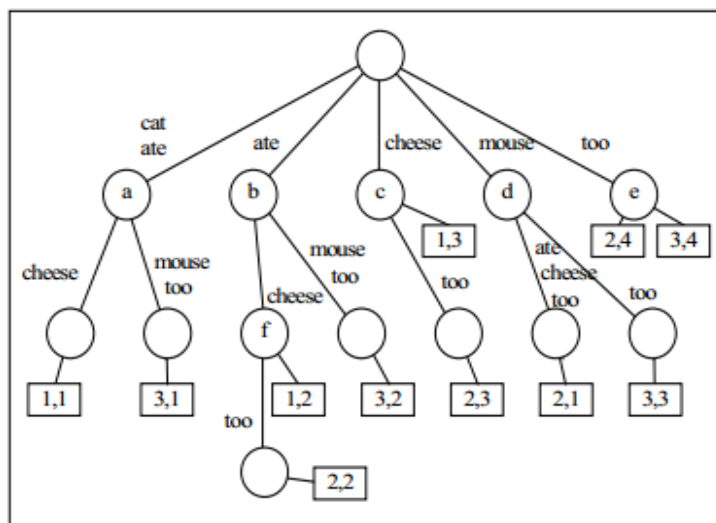 cat
ate
ate
cheese
mouse
too
a
b
c
d
e
1,3
2,4
3,4
cheese
mouse
too
cheese
mouse
too
too
ate
cheese
too
too
f
1,1
3,1
1,2
3,2
2,3
2,1
3,3
too
2,2